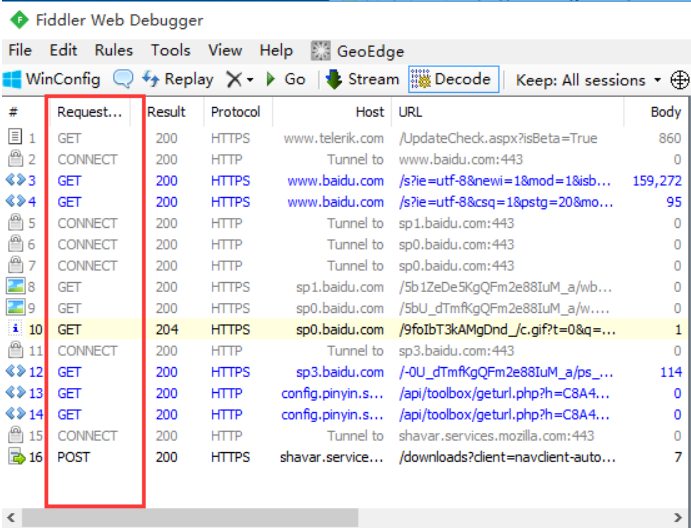 Fiddler Web Debugger
File Edit Rules Tools View Help GeoEdge
WinConfig Replay Go Stream Decode Keep: All sessions
# Request... Result Protocol Host URL Body
1 GET 200 HTTPS www.telerik.com /UpdateCheck.aspx?isBeta=True 860
2 CONNECT 200 HTTP Tunnel to www.baidu.com:443 0
3 GET 200 HTTPS www.baidu.com /s?ie=utf-8&newi=1&mod=1&isb... 159,272
4 GET 200 HTTPS www.baidu.com /s?ie=utf-8&csq=1&pstg=20&mo... 95
5 CONNECT 200 HTTP Tunnel to sp1.baidu.com:443 0
6 CONNECT 200 HTTP Tunnel to sp0.baidu.com:443 0
7 CONNECT 200 HTTP Tunnel to sp0.baidu.com:443 0
8 GET 200 HTTPS sp1.baidu.com /5b1ZeDe5KgQFm2e88IuM_a/wb... 0
9 GET 200 HTTPS sp0.baidu.com /5bU_dTmfKgQFm2e88IuM_a/w.... 0
10 GET 204 HTTPS sp0.baidu.com /9foIbT3kAMgDnd_/c.gif?t=0&q=... 1
11 CONNECT 200 HTTP Tunnel to sp3.baidu.com:443 0
12 GET 200 HTTPS sp3.baidu.com /-0U_dTmfKgQFm2e88IuM_a/ps_... 114
13 GET 200 HTTP config.pinyin.s... /api/toolbox/geturl.php?h=C8A4... 0
14 GET 200 HTTP config.pinyin.s... /api/toolbox/geturl.php?h=C8A4... 0
15 CONNECT 200 HTTP Tunnel to shavar.services.mozilla.com:443 0
16 POST 200 HTTPS shavar.service... /downloads?client=navclient-auto... 7